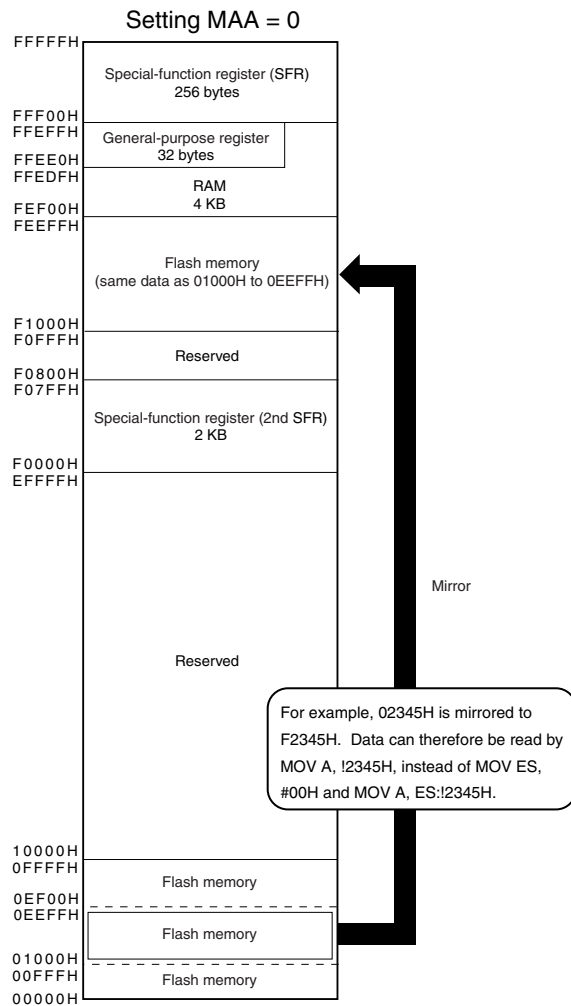 Setting MAA = 0
FFFFFH
Special-function register (SFR)
256 bytes
FFF00H
FFEFFH
General-purpose register
32 bytes
FFEE0H
FFEDFH
RAM
4 KB
FEF00H
FEEFFH
Flash memory
(same data as 01000H to 0EEFFH)
F1000H
F0FFFH
Reserved
F0800H
F07FFH
Special-function register (2nd SFR)
2 KB
F0000H
EFFFFH
Mirror
Reserved
For example, 02345H is mirrored to
F2345H. Data can therefore be read by
MOV A, !2345H, instead of MOV ES,
#00H and MOV A, ES:!2345H.
10000H
0FFFFH
Flash memory
0EF00H
0EEFFH
Flash memory
01000H
00FFFH
Flash memory
00000H